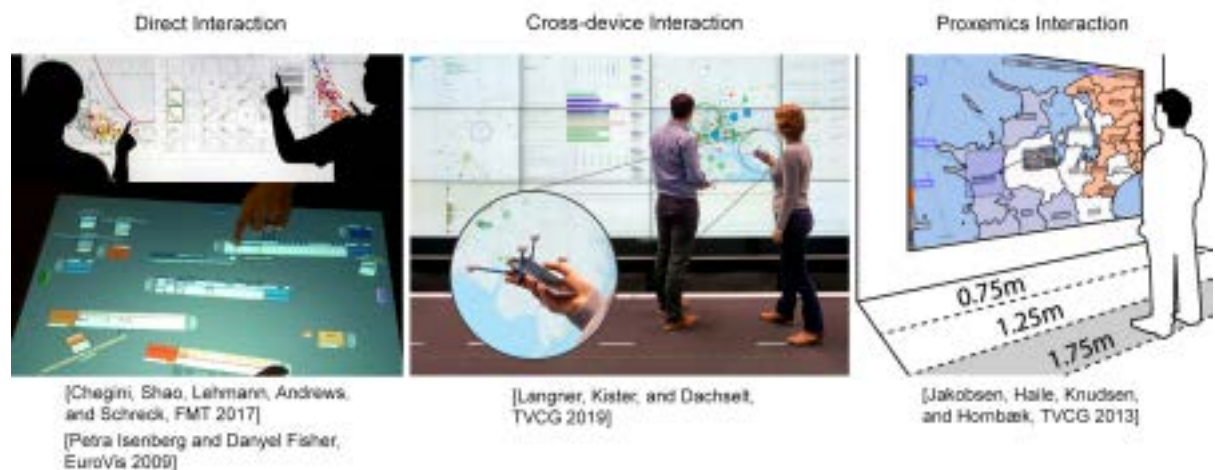 Direct Interaction
Cross-device Interaction
Proxemics Interaction
0.75m
1.25m
1.75m
[Chegini, Shao, Lehmann, Andrews,
and Schreck, FMT 2017]
[Petra Isenberg and Danyel Fisher,
EuroVis 2009]
[Langner, Kister, and Dachselt,
TVCG 2019]
[Jakobsen, Haile, Knudsen,
and Hornbæk, TVCG 2013]